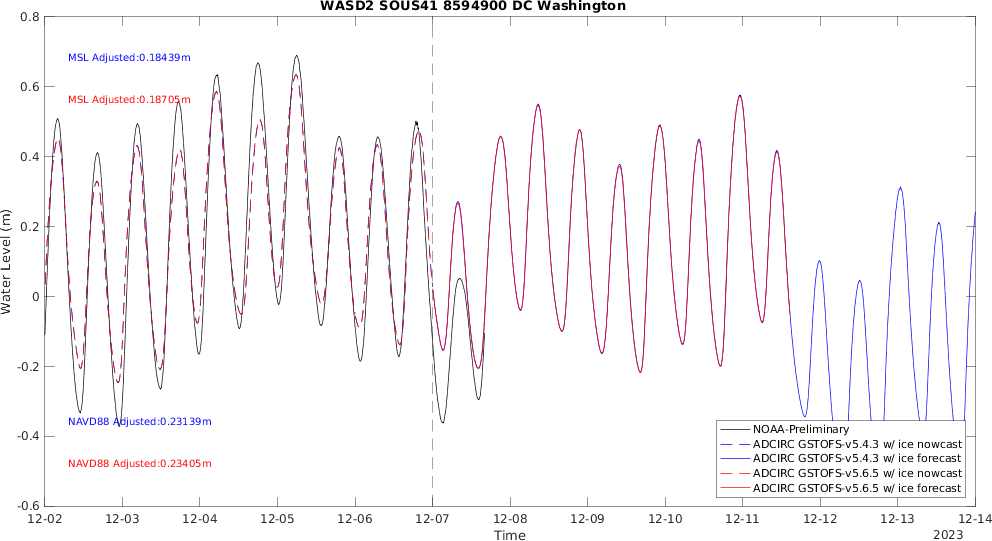 WASD2 SOUS41 8594900 DC Washington
0.8
0.6
0.4
0.2
0
-0.2
-0.4
-0.6
Water Level (m)
MSL Adjusted:0.18439m
MSL Adjusted:0.18705m
NAVD88 Adjusted:0.23139m
NAVD88 Adjusted:0.23405m
NOAA-Preliminary
ADCIRC GSTOFS-v5.4.3 w/ ice nowcast
ADCIRC GSTOFS-v5.4.3 w/ ice forecast
ADCIRC GSTOFS-v5.6.5 w/ ice nowcast
ADCIRC GSTOFS-v5.6.5 w/ ice forecast
12-02 12-03 12-04 12-05 12-06 12-07 12-08 12-09 12-10 12-11 12-12 12-13 12-14
Time
2023